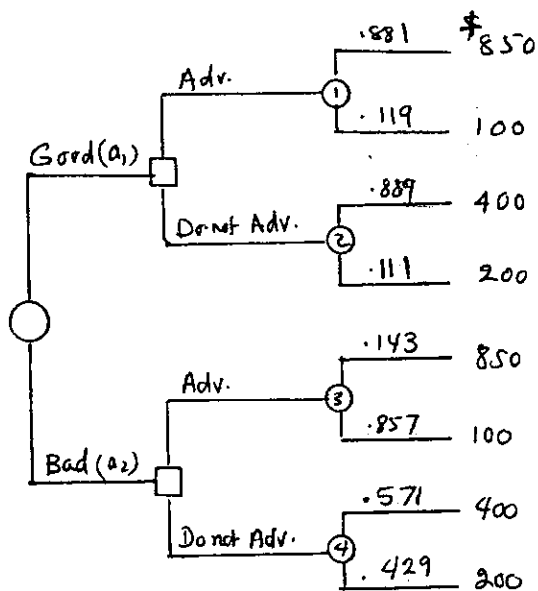 .881 $850
Adv. 1
.119 100
Good (a₁)
.889 400
Do not Adv. 2
.111 200
.143 850
Adv. 3
.857 100
Bad (a₂)
.571 400
Do not Adv. 4
.429 200